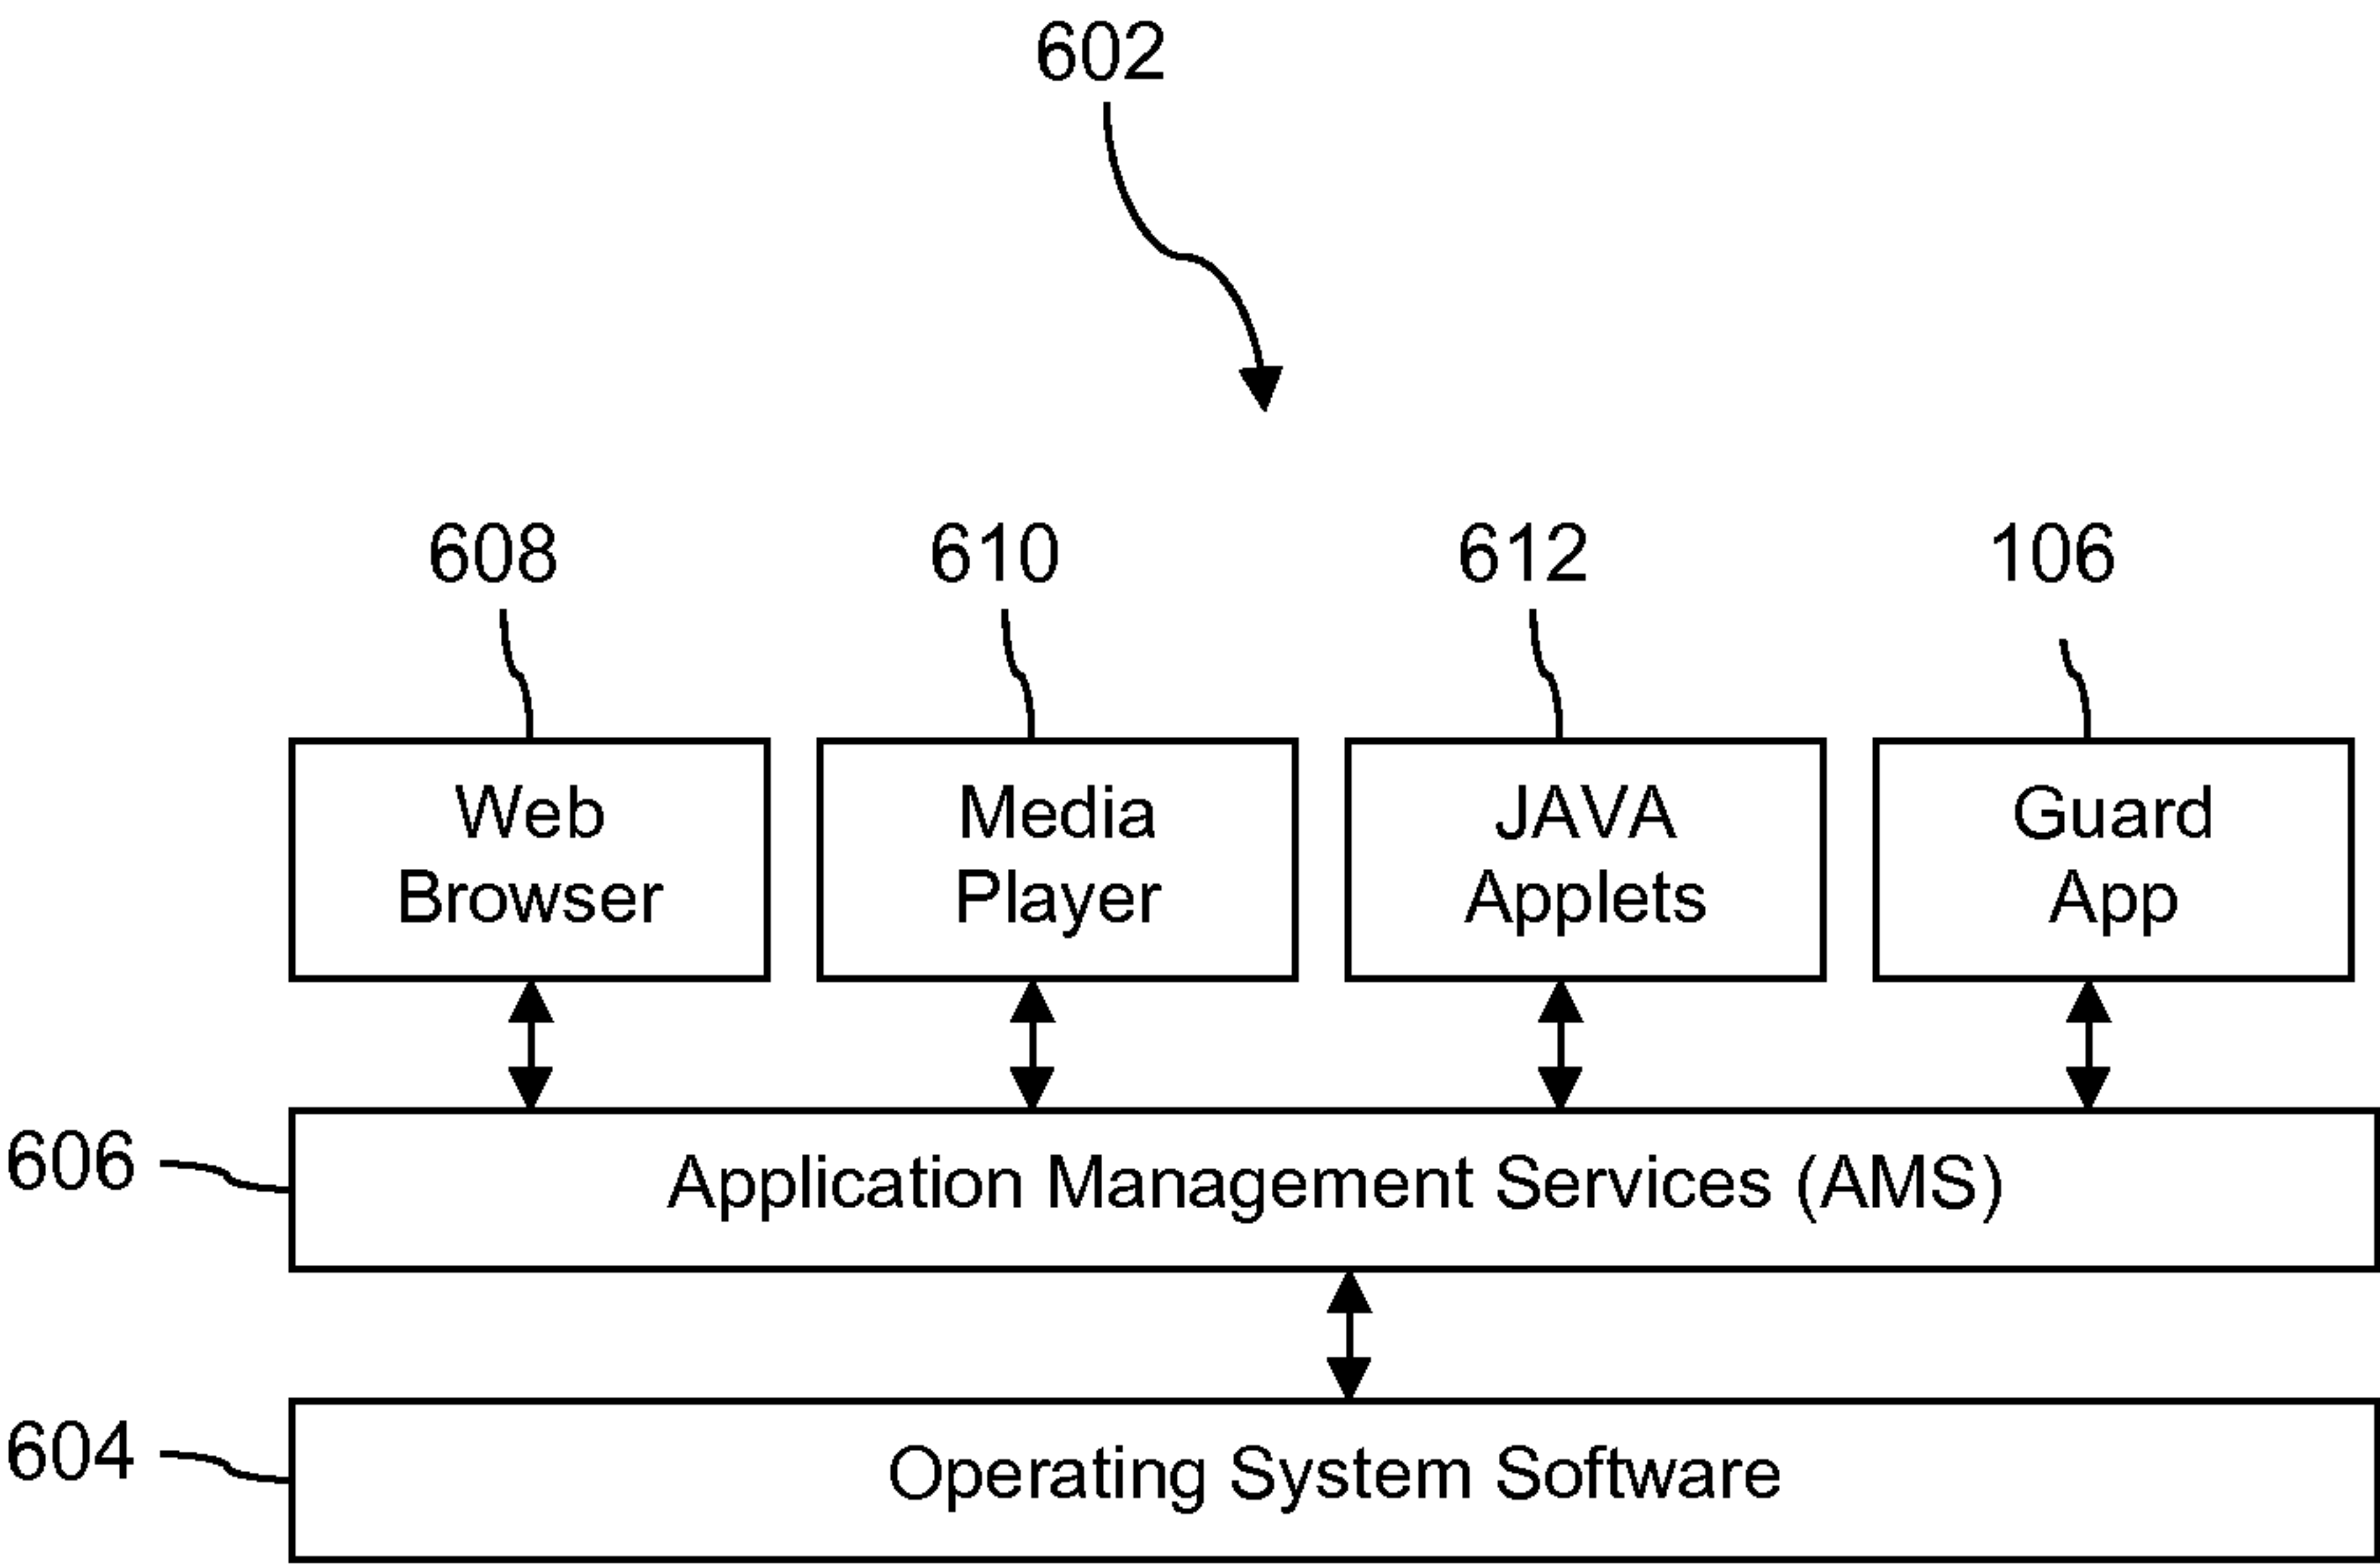 602
608
610
612
106
Web
Browser
Media
Player
JAVA
Applets
Guard
App
606
Application Management Services (AMS)
604
Operating System Software